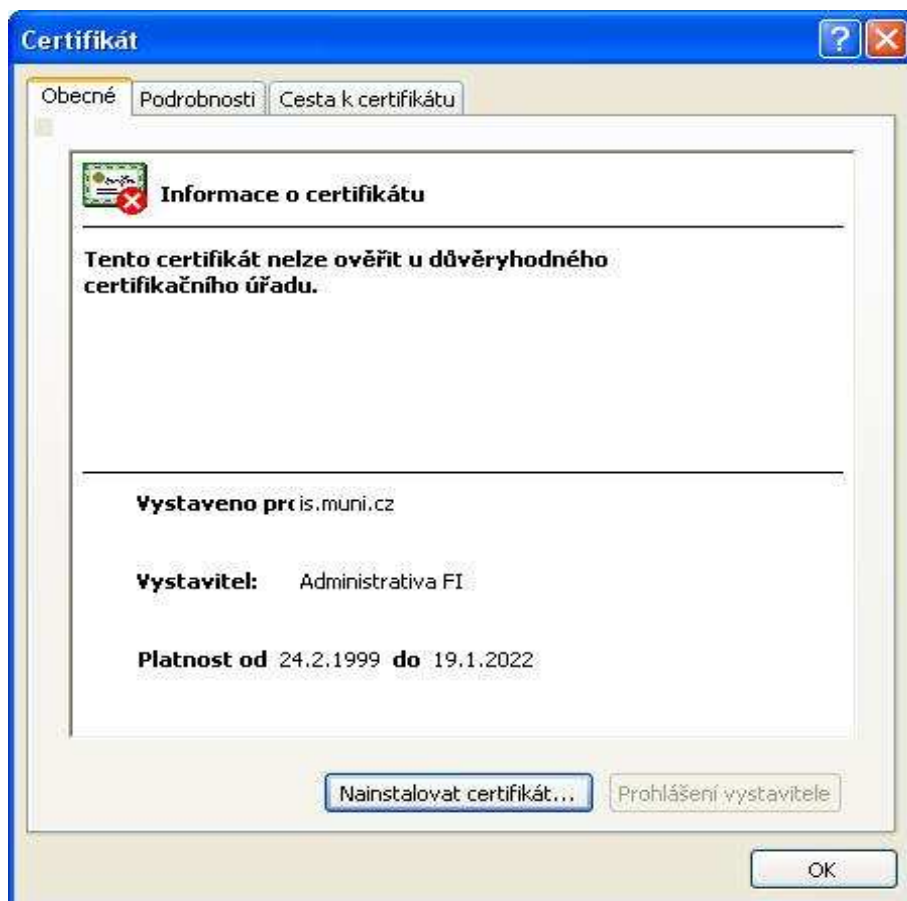 Certifikát
Obecné Podrobnosti Cesta k certifikátu
Informace o certifikátu
Tento certifikát nelze ověřit u důvěryhodného
certifikačního úřadu.
Vystaveno pro is.muni.cz
Vystavitel: Administrativa FI
Platnost od 24.2.1999 do 19.1.2022
Nainstalovat certifikát... Prohlášení vystavitele
OK